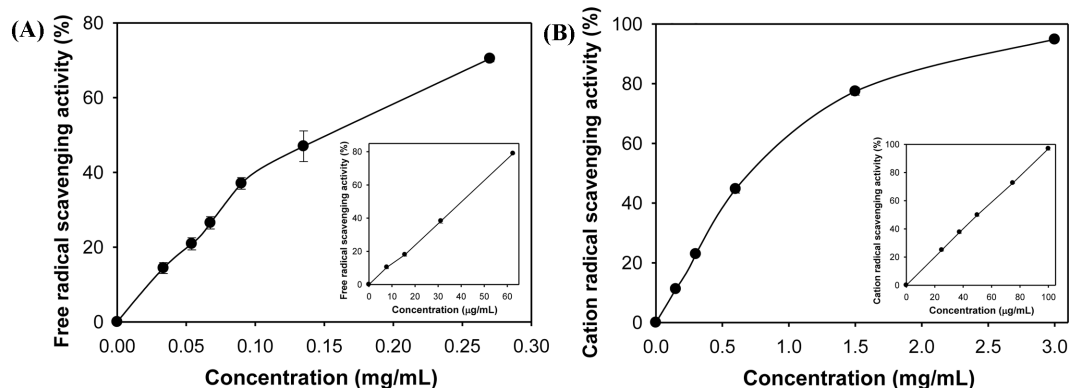 (A)
Free radical scavenging activity (%)
80
60
40
20
0
0.00 0.05 0.10 0.15 0.20 0.25 0.30
Concentration (mg/mL)
Free radical scavenging activity (%)
80
60
40
20
0
0 10 20 30 40 50 60
Concentration (μg/mL)
(B)
Cation radical scavenging activity (%)
100
80
60
40
20
0
0.0 0.5 1.0 1.5 2.0 2.5 3.0
Concentration (mg/mL)
Cation radical scavenging activity (%)
100
80
60
40
20
0
0 20 40 60 80 100
Concentration (μg/mL)